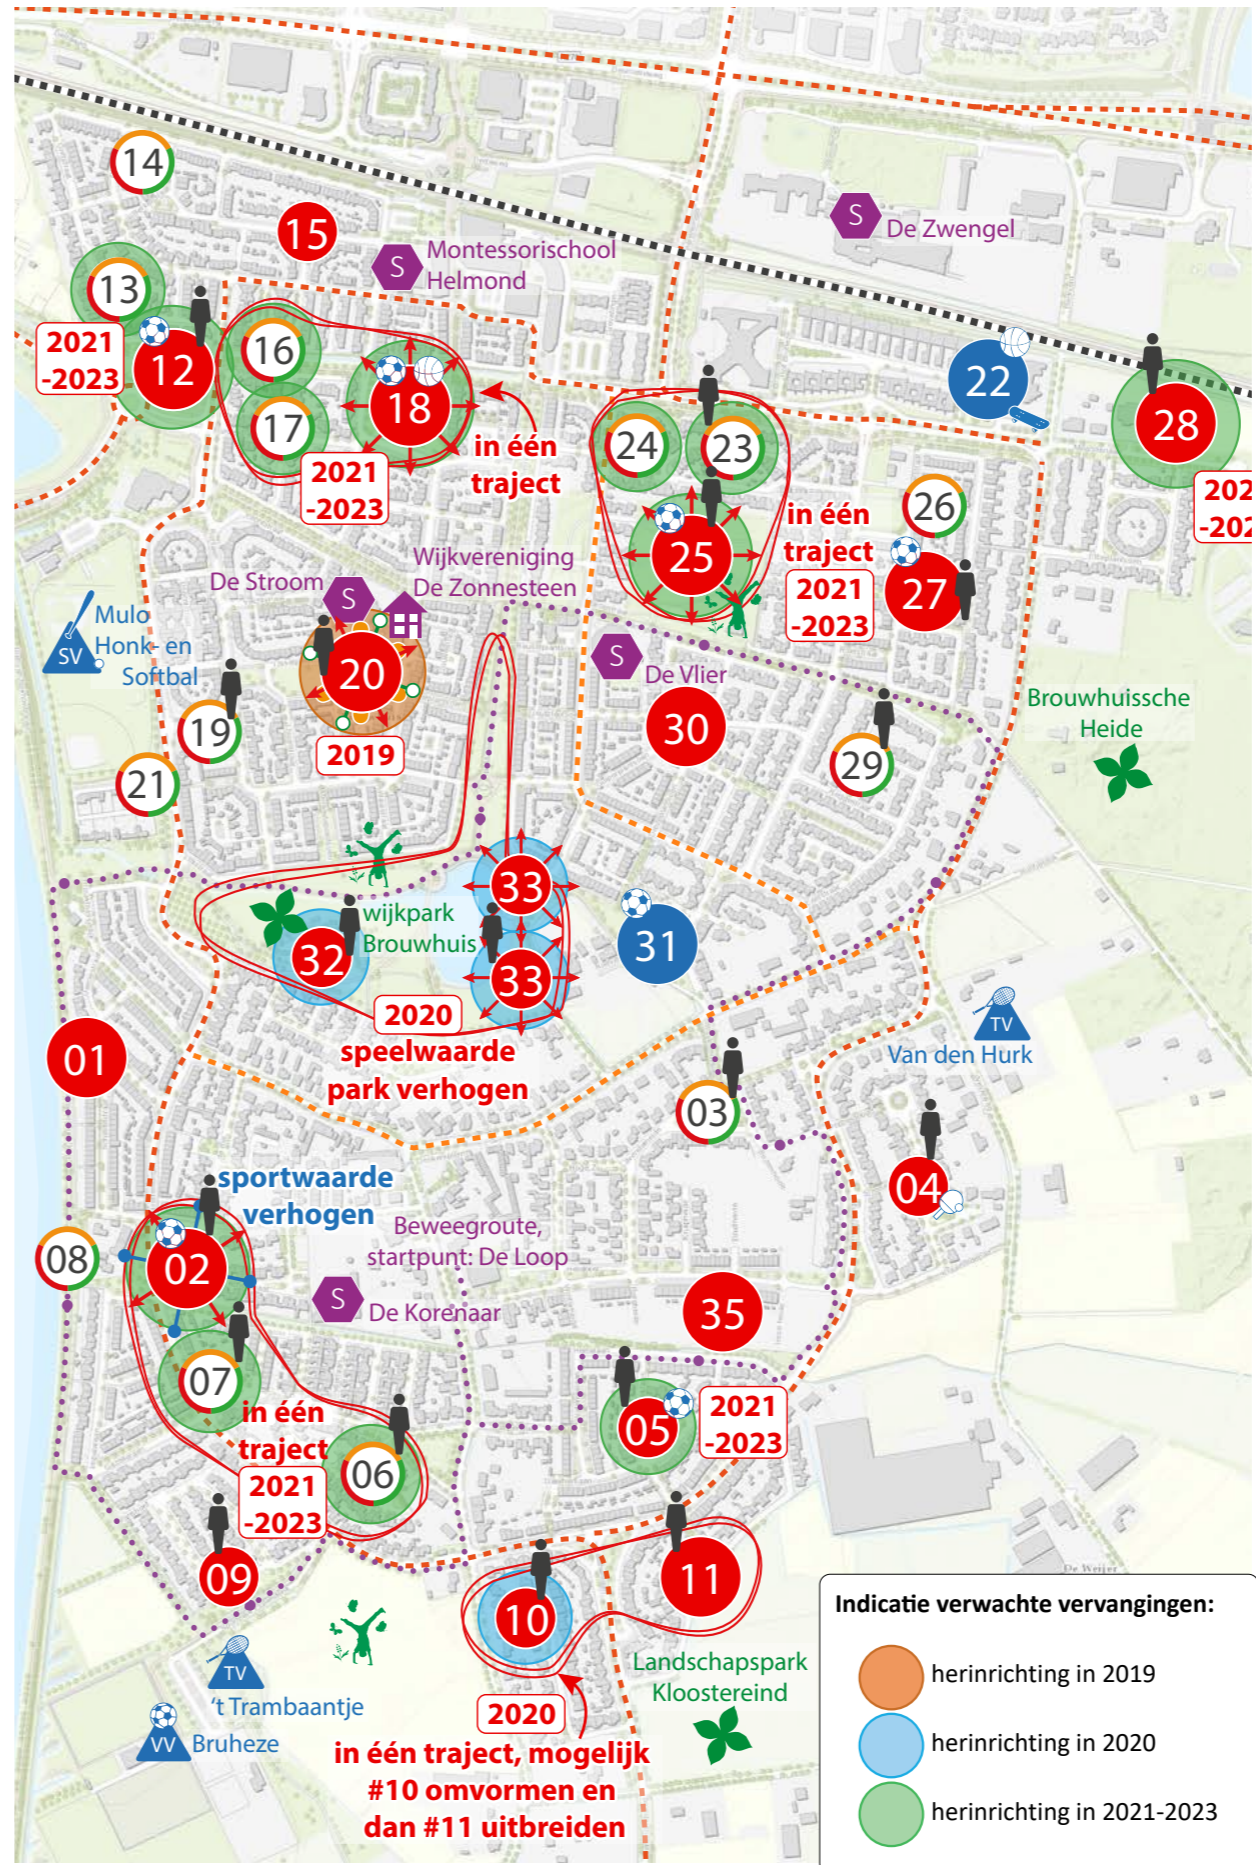 14
15
S
Montessorischool
Helmond
S
De Zwengel
13
2021
-2023
12
16
17
18
2021
-2023
in één
traject
24
23
25
in één
traject
2021
-2023
22
28
26
27
De Stroom
S
Wijkvereniging
De Zonnesteen
20
2019
SV
Mulo
Honk- en
Softbal
19
21
S
De Vlier
30
29
Brouwhuissche
Heide
33
33
wijkpark
Brouwhuis
32
31
2020
speelwaarde
park verhogen
01
TV
Van den Hurk
03
04
sportwaarde
verhogen
02
08
Beweegroute,
startpunt: De Loop
S
De Korenaar
35
07
in één
traject
2021
-2023
06
05
2021
-2023
09
10
11
De Weijer
TV
't Trambaantje
VV
Bruheze
2020
in één traject, mogelijk
#10 omvormen en
dan #11 uitbreiden
Landschapspark
Kloostereind
Indicatie verwachte vervangingen:
herinrichting in 2019
herinrichting in 2020
herinrichting in 2021-2023